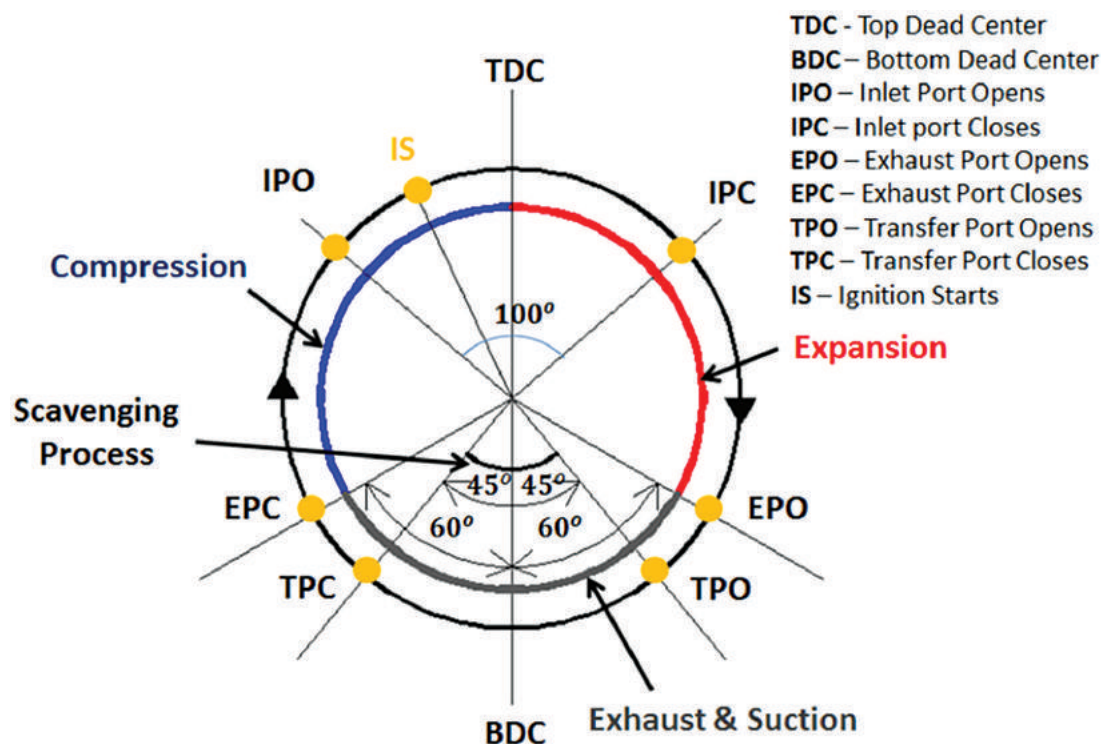 TDC - Top Dead Center
BDC – Bottom Dead Center
IPO – Inlet Port Opens
IPC – Inlet port Closes
EPO – Exhaust Port Opens
EPC – Exhaust Port Closes
TPO – Transfer Port Opens
TPC – Transfer Port Closes
IS – Ignition Starts
TDC
IS
IPO
IPC
Compression
100°
Expansion
Scavenging
Process
45° 45°
EPC
60° 60°
EPO
TPC
TPO
BDC
Exhaust & Suction